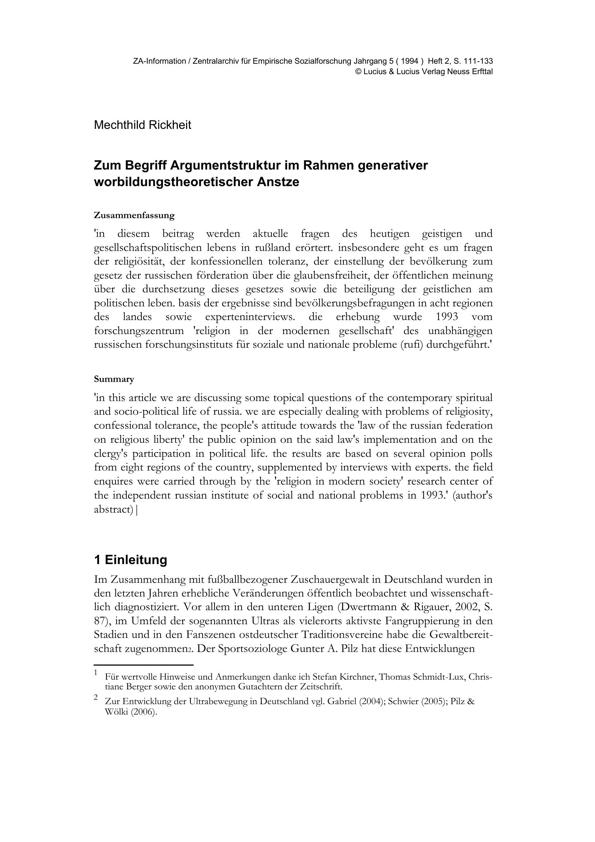 ZA-Information / Zentralarchiv für Empirische Sozialforschung Jahrgang 5 ( 1994 ) Heft 2, S. 111-133
© Lucius & Lucius Verlag Neuss Erfttal
Mechthild Rickheit
Zum Begriff Argumentstruktur im Rahmen generativer
worbildungstheoretischer Anstze
Zusammenfassung
'in diesem beitrag werden aktuelle fragen des heutigen geistigen und
gesellschaftspolitischen lebens in rußland erörtert. insbesondere geht es um fragen
der religiösität, der konfessionellen toleranz, der einstellung der bevölkerung zum
gesetz der russischen förderation über die glaubensfreiheit, der öffentlichen meinung
über die durchsetzung dieses gesetzes sowie die beteiligung der geistlichen am
politischen leben. basis der ergebnisse sind bevölkerungsbefragungen in acht regionen
des landes sowie experteninterviews. die erhebung wurde 1993 vom
forschungszentrum 'religion in der modernen gesellschaft' des unabhängigen
russischen forschungsinstituts für soziale und nationale probleme (rufi) durchgeführt.'
Summary
'in this article we are discussing some topical questions of the contemporary spiritual
and socio-political life of russia. we are especially dealing with problems of religiosity,
confessional tolerance, the people's attitude towards the 'law of the russian federation
on religious liberty' the public opinion on the said law's implementation and on the
clergy's participation in political life. the results are based on several opinion polls
from eight regions of the country, supplemented by interviews with experts. the field
enquires were carried through by the 'religion in modern society' research center of
the independent russian institute of social and national problems in 1993.' (author's
abstract)|
1 Einleitung
Im Zusammenhang mit fußballbezogener Zuschauergewalt in Deutschland wurden in
den letzten Jahren erhebliche Veränderungen öffentlich beobachtet und wissenschaft-
lich diagnostiziert. Vor allem in den unteren Ligen (Dwertmann & Rigauer, 2002, S.
87), im Umfeld der sogenannten Ultras als vielerorts aktivste Fangruppierung in den
Stadien und in den Fanszenen ostdeutscher Traditionsvereine habe die Gewaltbereit-
schaft zugenommen2. Der Sportsoziologe Gunter A. Pilz hat diese Entwicklungen
1 Für wertvolle Hinweise und Anmerkungen danke ich Stefan Kirchner, Thomas Schmidt-Lux, Chris-
tiane Berger sowie den anonymen Gutachtern der Zeitschrift.
2 Zur Entwicklung der Ultrabewegung in Deutschland vgl. Gabriel (2004); Schwier (2005); Pilz &
Wölki (2006).